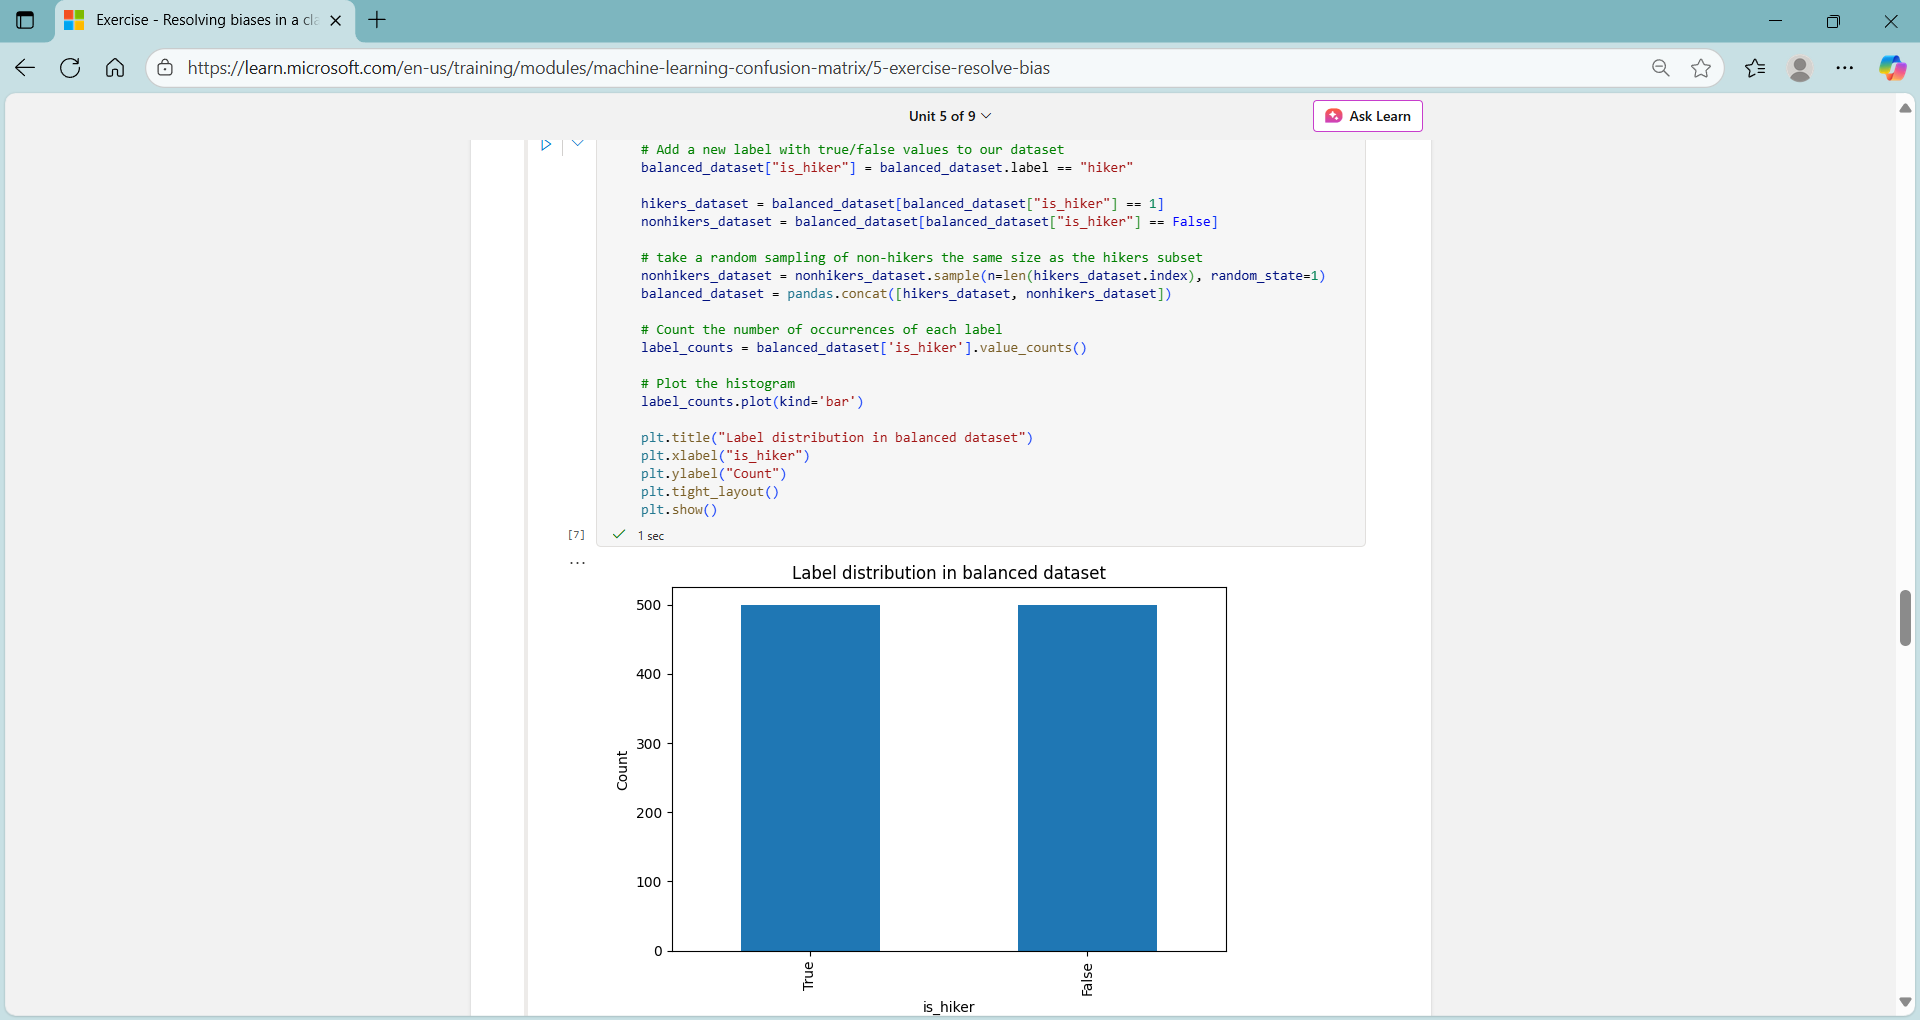 Exercise - Resolving biases in a cla
https://learn.microsoft.com/en-us/training/modules/machine-learning-confusion-matrix/5-exercise-resolve-bias
Unit 5 of 9
Ask Learn
# Add a new label with true/false values to our dataset
balanced_dataset["is_hiker"] = balanced_dataset.label == "hiker"
hikers_dataset = balanced_dataset[balanced_dataset["is_hiker"] == 1]
nonhikers_dataset = balanced_dataset[balanced_dataset["is_hiker"] == False]
# take a random sampling of non-hikers the same size as the hikers subset
nonhikers_dataset = nonhikers_dataset.sample(n=len(hikers_dataset.index), random_state=1)
balanced_dataset = pandas.concat([hikers_dataset, nonhikers_dataset])
# Count the number of occurrences of each label
label_counts = balanced_dataset['is_hiker'].value_counts()
# Plot the histogram
label_counts.plot(kind='bar')
plt.title("Label distribution in balanced dataset")
plt.xlabel("is_hiker")
plt.ylabel("Count")
plt.tight_layout()
plt.show()
[7]
1 sec
...
Label distribution in balanced dataset
500
400
300
200
100
0
Count
True
False
is_hiker